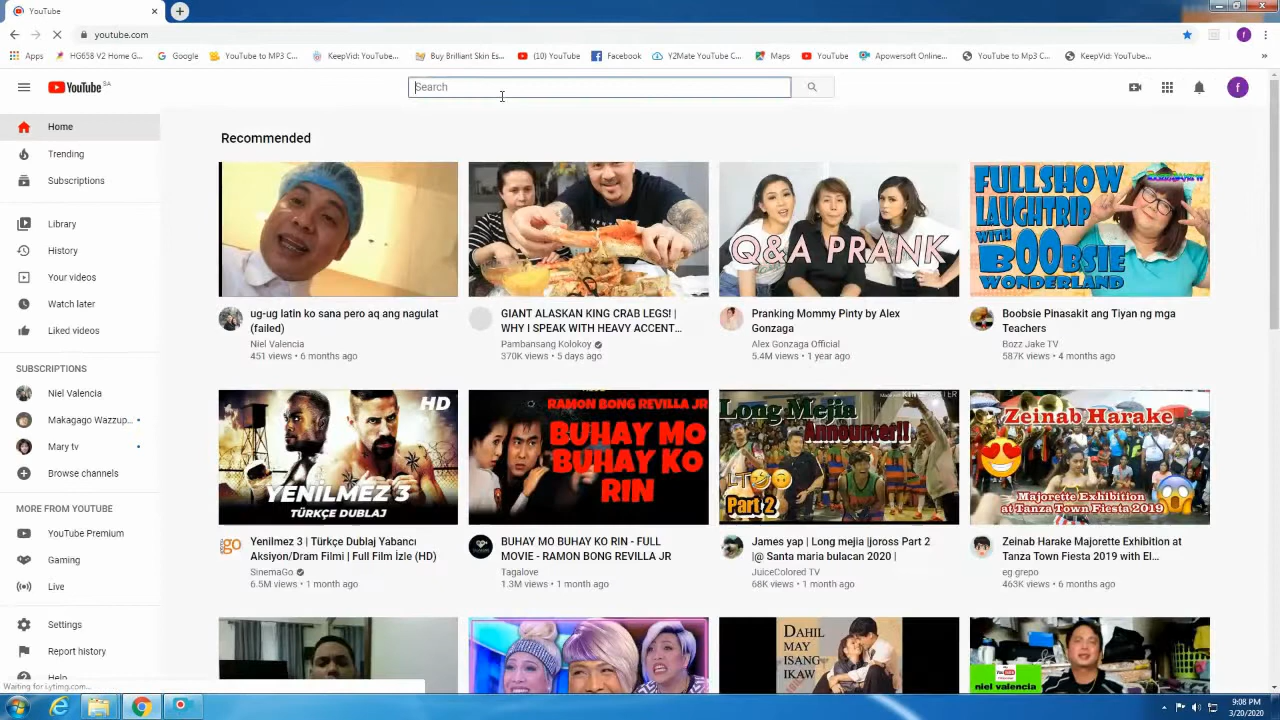 YouTube
youtube.com
Apps
HG658 V2 Home G...
Google
YouTube to MP3 C...
KeepVid: YouTube...
Buy Brilliant Skin Es...
(10) YouTube
Facebook
Y2Mate YouTube C...
Maps
YouTube
Apowersoft Online...
YouTube to Mp3 C...
KeepVid: YouTube...
YouTube SA
Search
f
f
Home
Trending
Subscriptions
Library
History
Your videos
Watch later
Liked videos
SUBSCRIPTIONS
Niel Valencia
Makagago Wazzup...
Mary tv
Browse channels
MORE FROM YOUTUBE
YouTube Premium
Gaming
Live
Settings
Report history
Help
Recommended
ug-ug latin ko sana pero aq ang nagulat
(failed)
Niel Valencia
451 views • 6 months ago
GIANT ALASKAN KING CRAB LEGS! |
WHY I SPEAK WITH HEAVY ACCENT...
Pambansang Kolokoy
370K views • 5 days ago
Q&A PRANK
Pranking Mommy Pinty by Alex
Gonzaga
Alex Gonzaga Official
5.4M views • 1 year ago
FULLSHOW
LAUGHTRIP
WITH
BOOBSIE
WONDERLAND
Boobsie Pinasakit ang Tiyan ng mga
Teachers
Bozz Jake TV
587K views • 4 months ago
HD
YENİLMEZ 3
TÜRKÇE DUBLAJ
go
Yenilmez 3 | Türkçe Dublaj Yabancı
Aksiyon/Dram Filmi | Full Film İzle (HD)
SinemaGo
6.5M views • 1 month ago
RAMON BONG REVILLA JR
BUHAY MO
BUHAY KO
RIN
BUHAY MO BUHAY KO RIN - FULL
MOVIE - RAMON BONG REVILLA JR
Tagalove
1.3M views • 1 month ago
Long Mejia
Announcer!!
LT
Part 2
James yap | Long mejia |joross Part 2
|@ Santa maria bulacan 2020 |
JuiceColored TV
68K views • 1 month ago
Zeinab Harake
Majorette Exhibition
at Tanza Town Fiesta 2019
Zeinab Harake Majorette Exhibition at
Tanza Town Fiesta 2019 with El...
eg grepo
463K views • 6 months ago
DAHIL
MAY
ISANG
IKAW
YouTube
niel valencia
Waiting for i.ytimg.com...
9:08 PM
3/20/2020